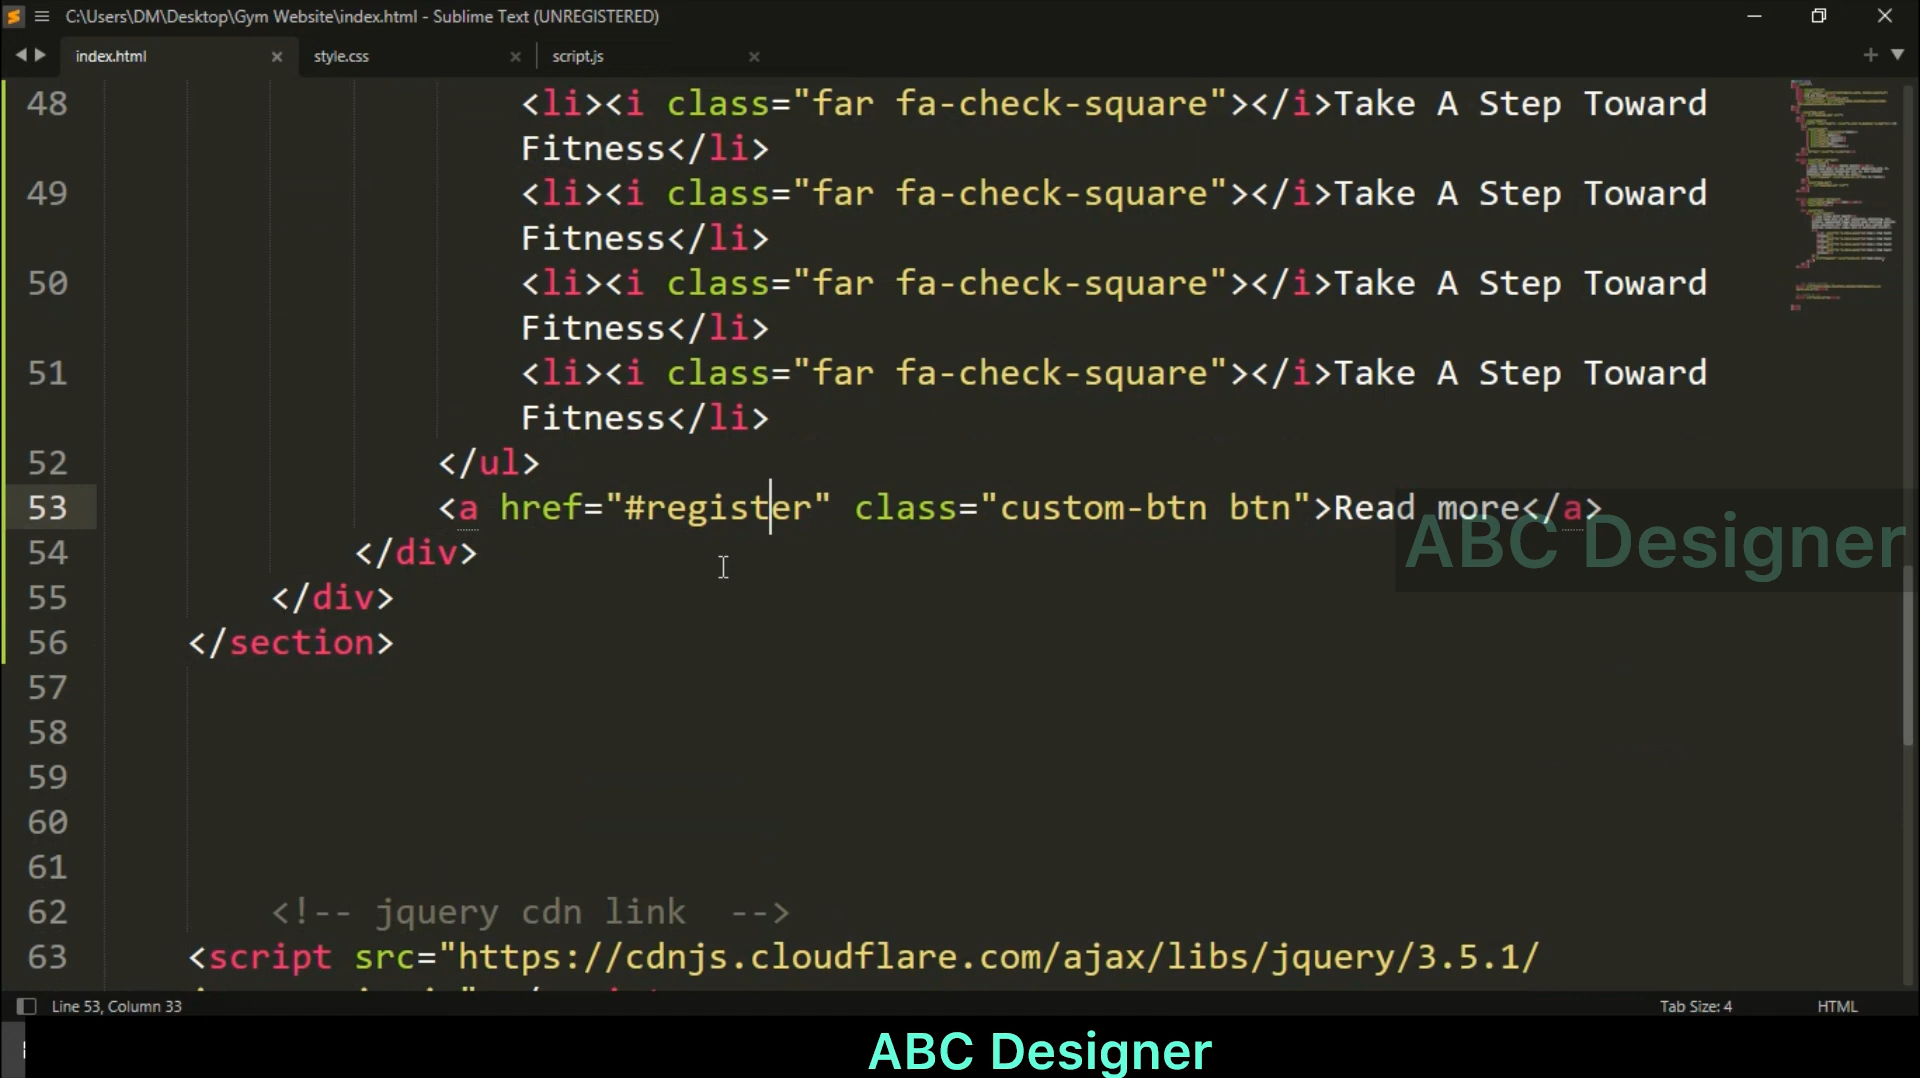 C:\Users\DM\Desktop\Gym Website\index.html - Sublime Text (UNREGISTERED)
index.html
style.css
script.js
48 <li><i class="far fa-check-square"></i>Take A Step Toward
Fitness</li>
49 <li><i class="far fa-check-square"></i>Take A Step Toward
Fitness</li>
50 <li><i class="far fa-check-square"></i>Take A Step Toward
Fitness</li>
51 <li><i class="far fa-check-square"></i>Take A Step Toward
Fitness</li>
52 </ul>
53 <a href="#register" class="custom-btn btn">Read more</a>
ABC Designer
54 </div>
55 </div>
56 </section>
57
58
59
60
61
62 <!-- jquery cdn link  -->
63 <script src="https://cdnjs.cloudflare.com/ajax/libs/jquery/3.5.1/
Line 53, Column 33
Tab Size: 4
HTML
ABC Designer